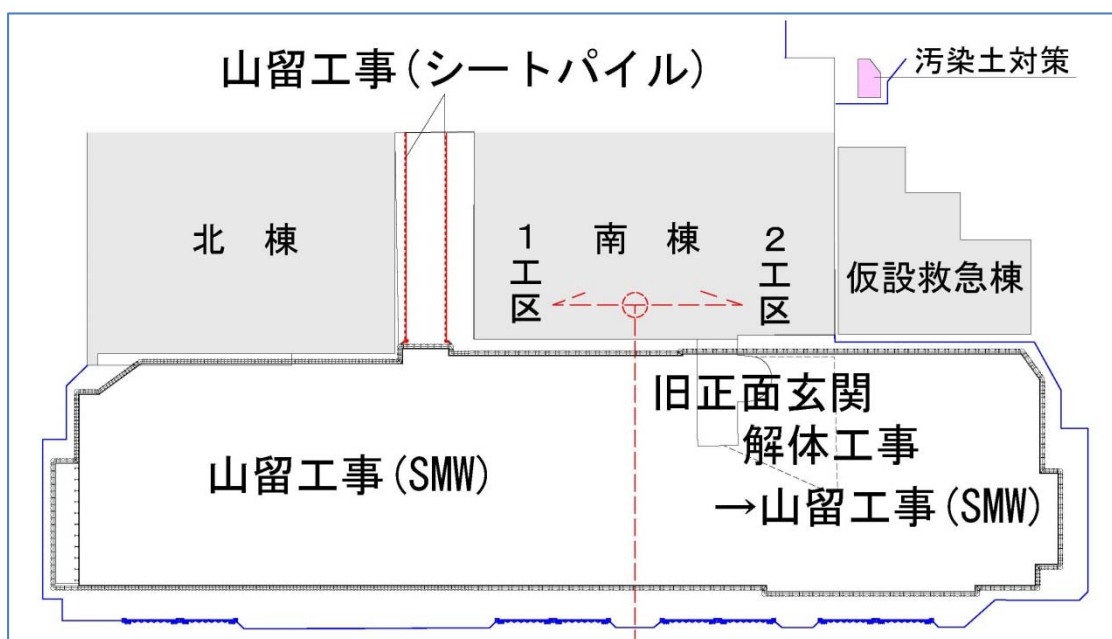 山留工事(シートパイル)
汚染土対策
北 棟
1工区
南 棟
2工区
仮設救急棟
旧正面玄関
解体工事
山留工事(SMW)
→山留工事(SMW)